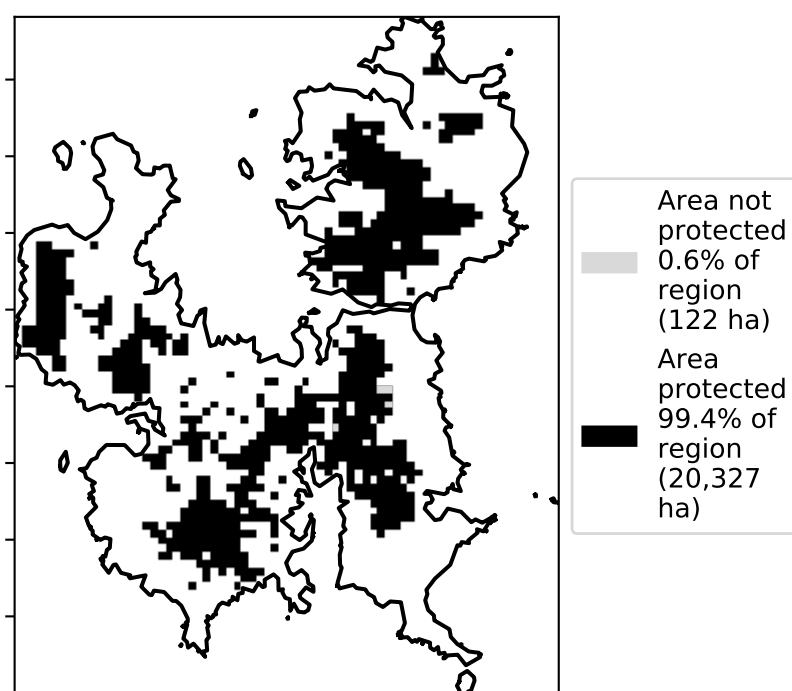 Area not
protected
0.6% of
region
(122 ha)
Area
protected
99.4% of
region
(20,327
ha)